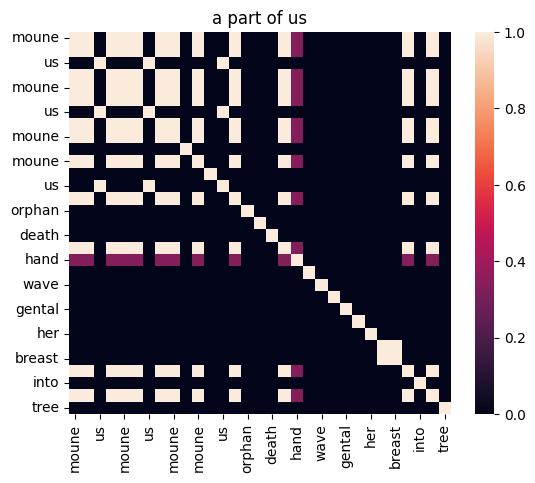 a part of us
moune
us
moune
us
moune
moune
us
orphan
death
hand
wave
gental
her
breast
into
tree
1.0
0.8
0.6
0.4
0.2
0.0
moune
us
moune
us
moune
moune
us
orphan
death
hand
wave
gental
her
breast
into
tree